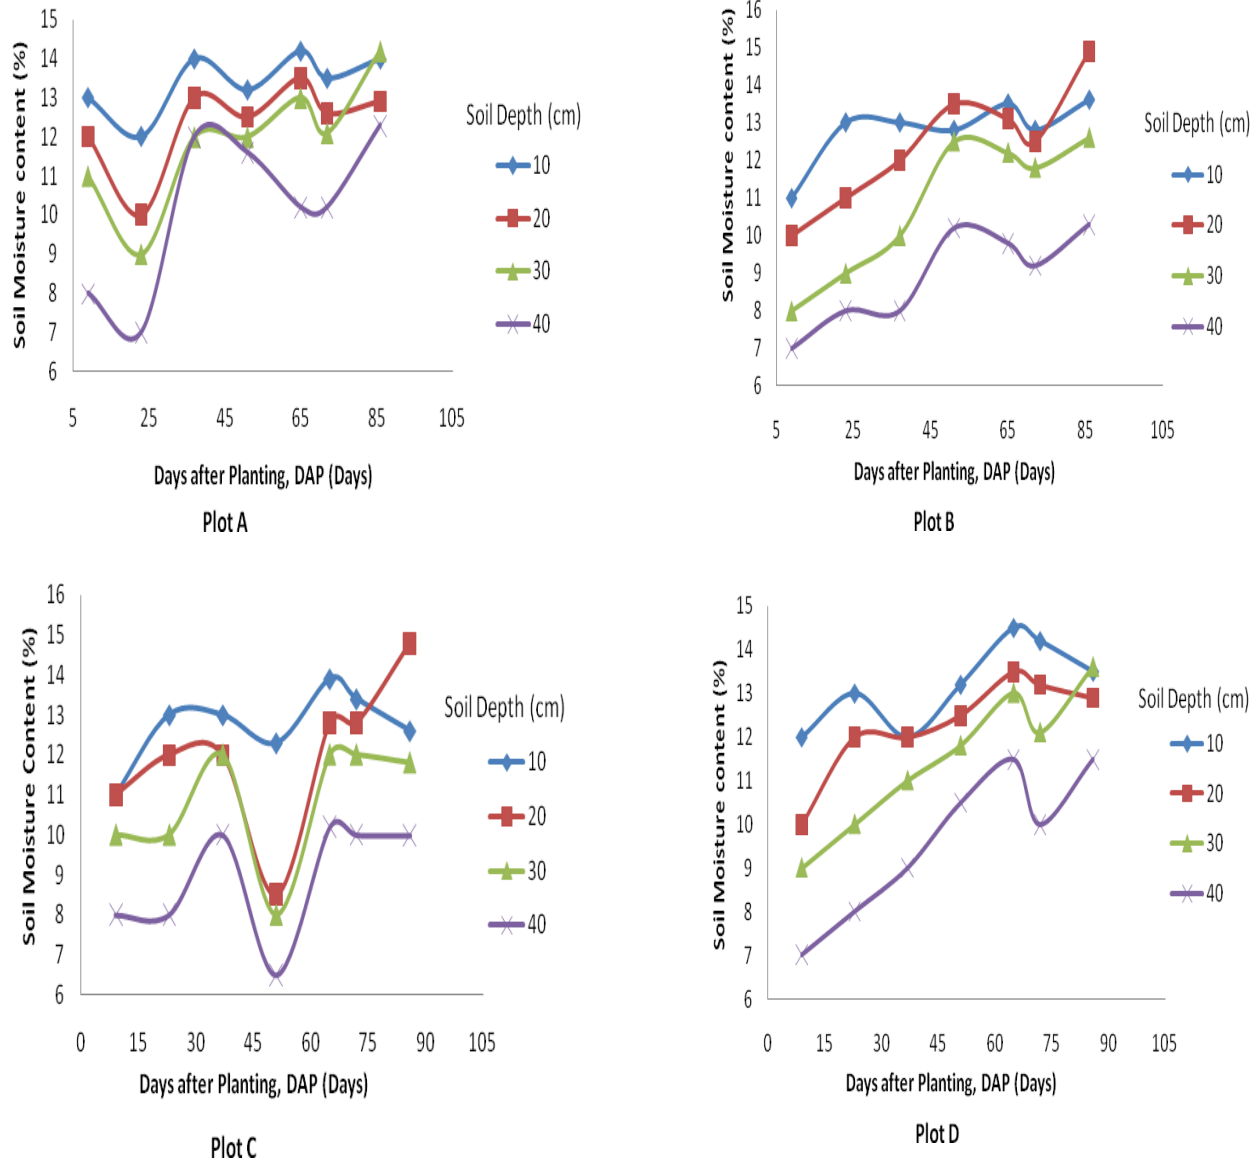 Soil Moisture content (%)
15
14
13
12
11
10
9
8
7
6
5 25 45 65 85 105
Days after Planting, DAP (Days)
Soil Depth (cm)
10
20
30
40
Plot A
Soil Moisture content (%)
16
15
14
13
12
11
10
9
8
7
6
5 25 45 65 85 105
Days after Planting, DAP (Days)
Soil Depth (cm)
10
20
30
40
Plot B
Soil Moisture Content (%)
16
15
14
13
12
11
10
9
8
7
6
0 15 30 45 60 75 90 105
Days after Planting, DAP (Days)
Soil Depth (cm)
10
20
30
40
Plot C
Soil Moisture content (%)
15
14
13
12
11
10
9
8
7
6
0 15 30 45 60 75 90 105
Days after Planting, DAP (Days)
Soil Depth (cm)
10
20
30
40
Plot D